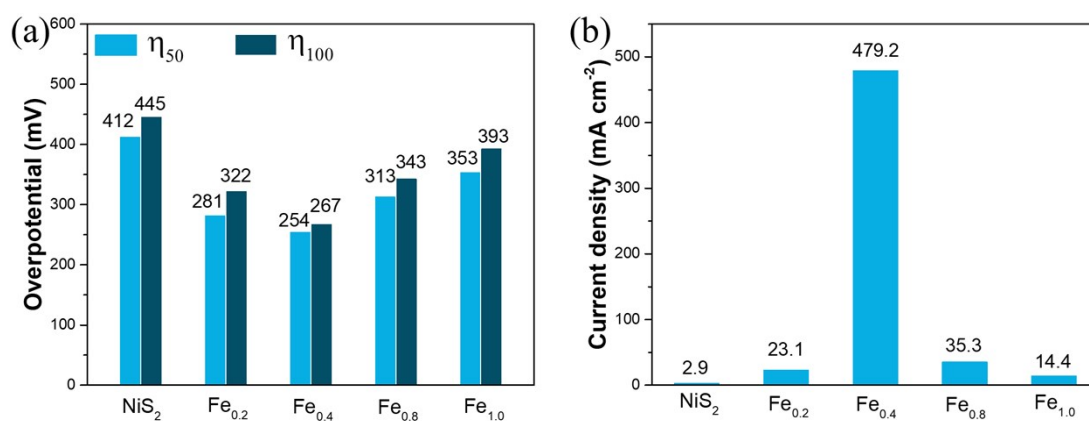 (a)
η50 η100
Overpotential (mV)
600
500
400
300
200
100
0
412 445
281 322
254 267
313 343
353 393
NiS2 Fe0.2 Fe0.4 Fe0.8 Fe1.0
(b)
Current density (mA cm-2)
500
400
300
200
100
0
2.9 23.1 479.2 35.3 14.4
NiS2 Fe0.2 Fe0.4 Fe0.8 Fe1.0